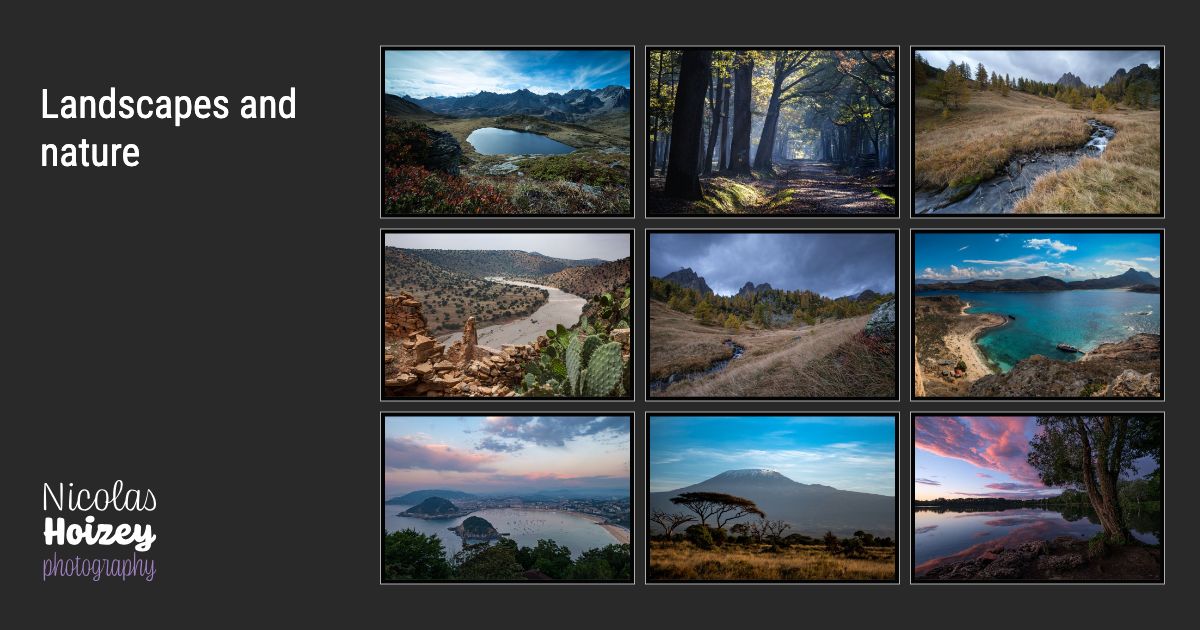 Landscapes and
nature
Nicolas
Hoizey
photography